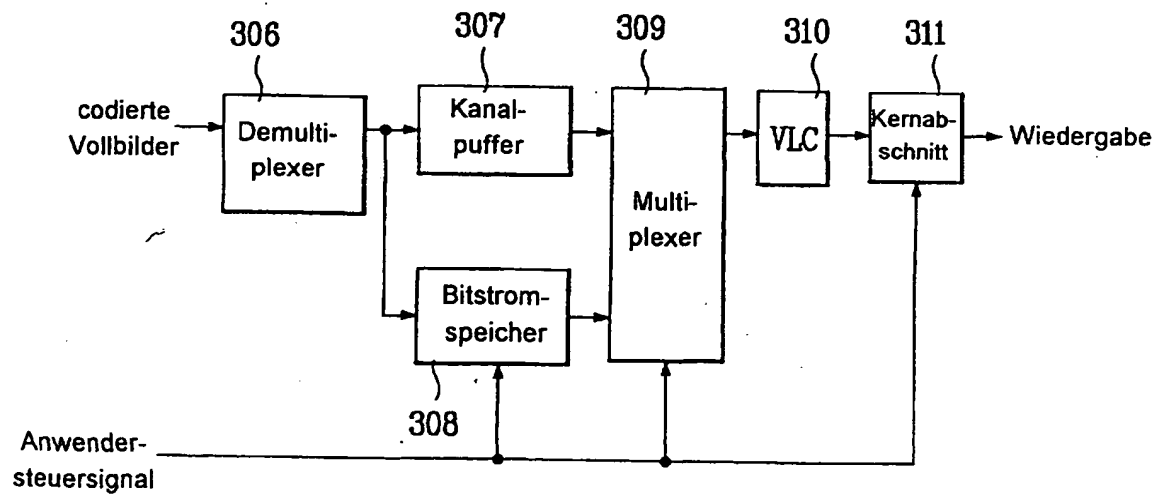 306
307
309
310
311
codierte
Vollbilder
Demulti-
plexer
Kanal-
puffer
Multi-
plexer
VLC
Kernab-
schnitt
Wiedergabe
Bitstrom-
speicher
308
Anwender-
steuersignal